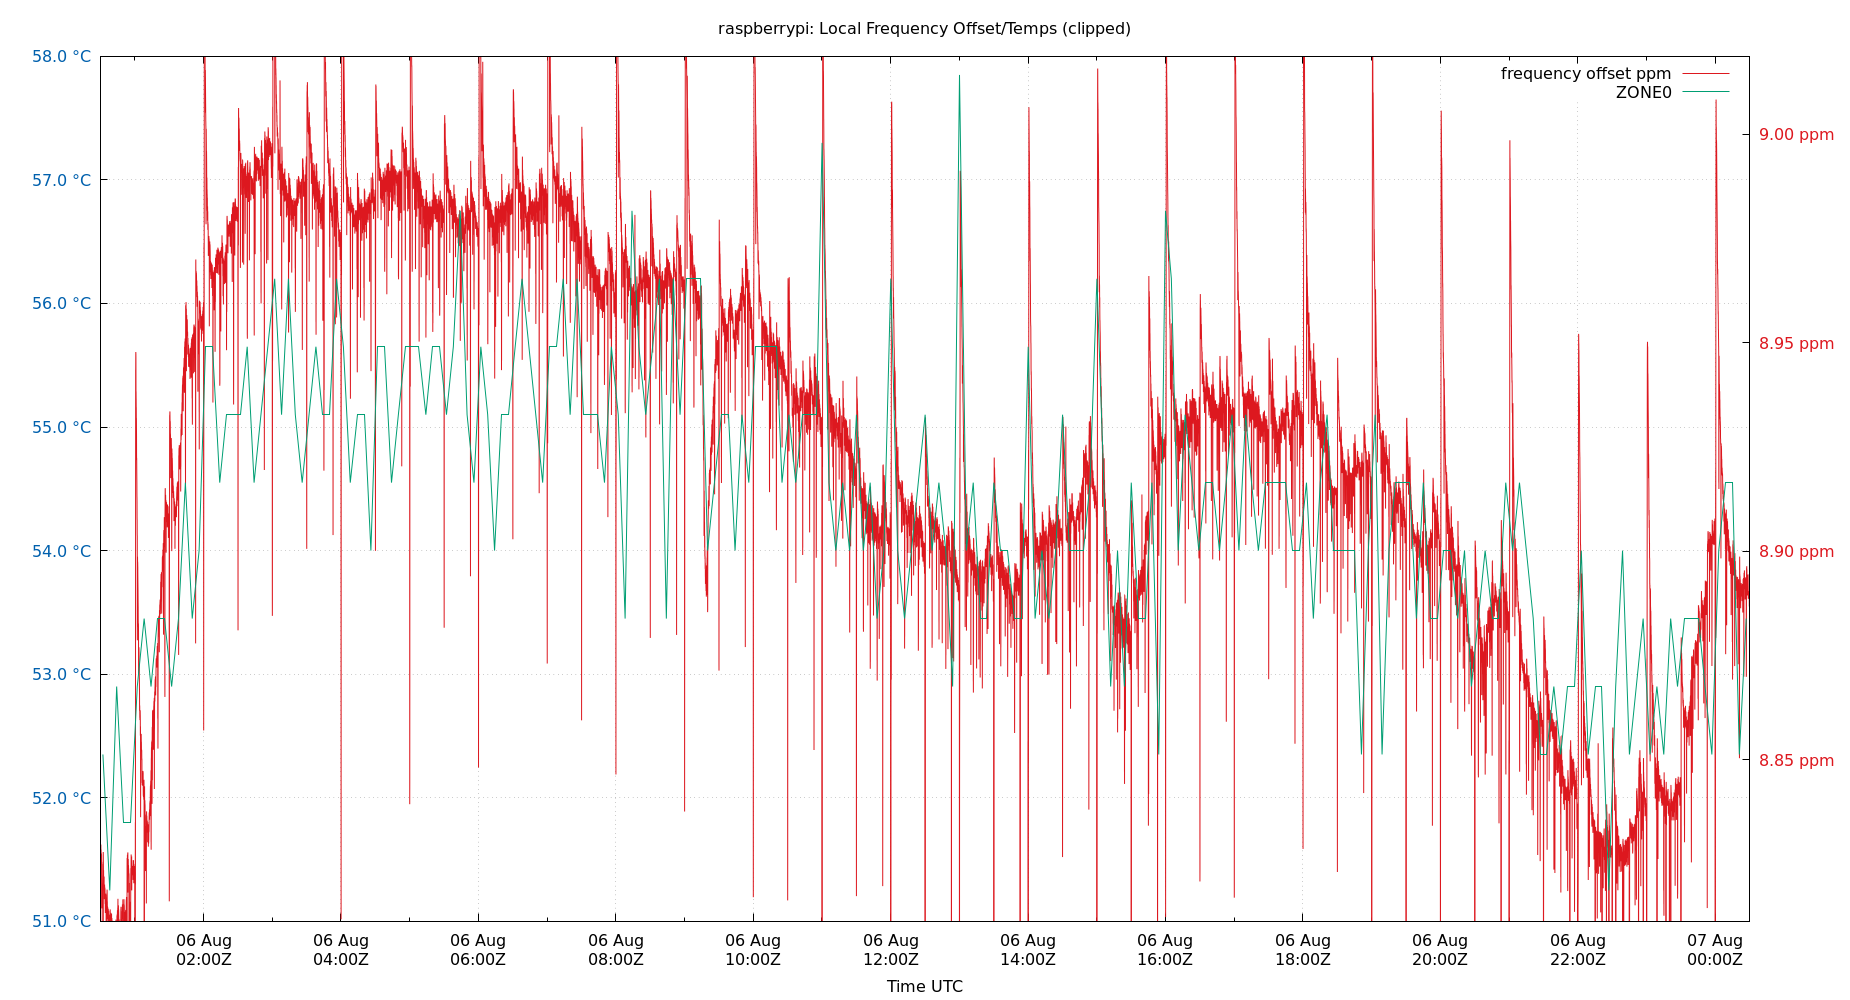 raspberrypi: Local Frequency Offset/Temps (clipped)
58.0 °C
57.0 °C
56.0 °C
55.0 °C
54.0 °C
53.0 °C
52.0 °C
51.0 °C
frequency offset ppm
ZONE0
9.00 ppm
8.95 ppm
8.90 ppm
8.85 ppm
06 Aug 06 Aug 06 Aug 06 Aug 06 Aug 06 Aug 06 Aug 06 Aug 06 Aug 06 Aug 06 Aug 07 Aug
02:00Z 04:00Z 06:00Z 08:00Z 10:00Z 12:00Z 14:00Z 16:00Z 18:00Z 20:00Z 22:00Z 00:00Z
Time UTC